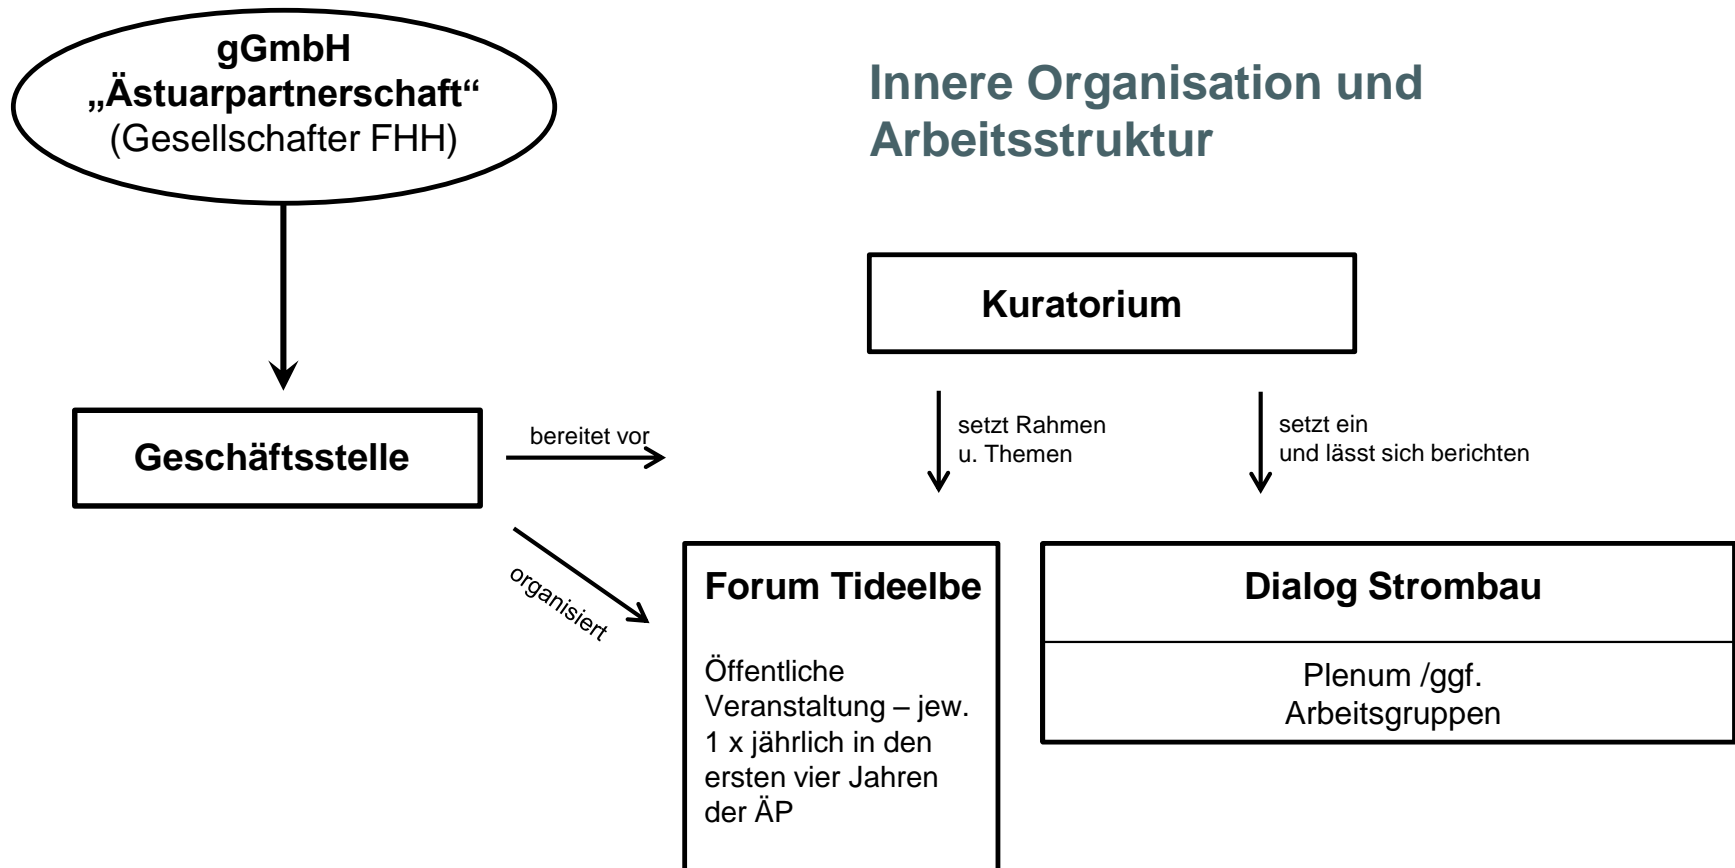 gGmbH
„Ästuarpartnerschaft“
(Gesellschafter FHH)
Innere Organisation und
Arbeitsstruktur
Kuratorium
Geschäftsstelle
bereitet vor
organisiert
setzt Rahmen
u. Themen
setzt ein
und lässt sich berichten
Forum Tideelbe
Öffentliche
Veranstaltung – jew.
1 x jährlich in den
ersten vier Jahren
der ÄP
Dialog Strombau
Plenum /ggf.
Arbeitsgruppen